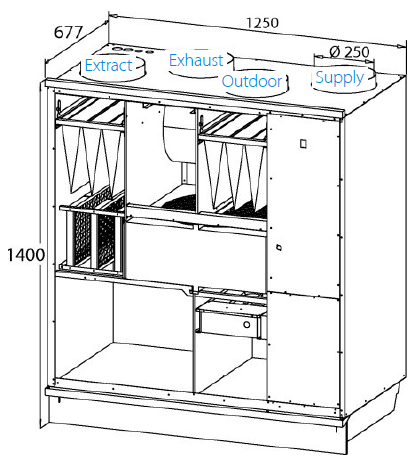 1250
677
Ø 250
Extract
Exhaust
Outdoor
Supply
1400